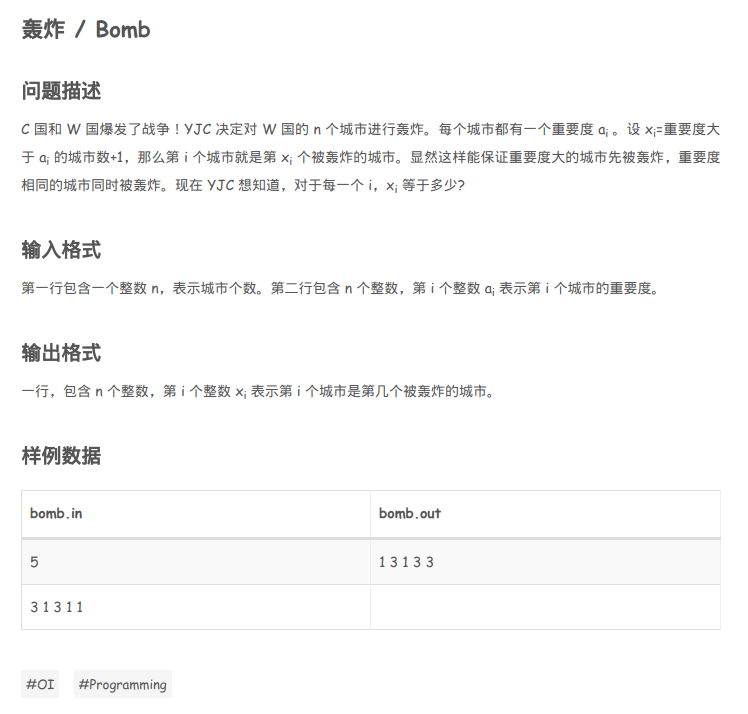 轰炸 / Bomb
问题描述
C 国和 W 国爆发了战争！YJC 决定对 W 国的 n 个城市进行轰炸。每个城市都有一个重要度 aᵢ 。设 xᵢ=重要度大
于 aᵢ 的城市数+1，那么第 i 个城市就是第 xᵢ 个被轰炸的城市。显然这样能保证重要度大的城市先被轰炸，重要度
相同的城市同时被轰炸。现在 YJC 想知道，对于每一个 i，xᵢ 等于多少?
输入格式
第一行包含一个整数 n，表示城市个数。第二行包含 n 个整数，第 i 个整数 aᵢ 表示第 i 个城市的重要度。
输出格式
一行，包含 n 个整数，第 i 个整数 xᵢ 表示第 i 个城市是第几个被轰炸的城市。
样例数据
bomb.in bomb.out
5 1 3 1 3 3
3 1 3 1 1
#OI #Programming